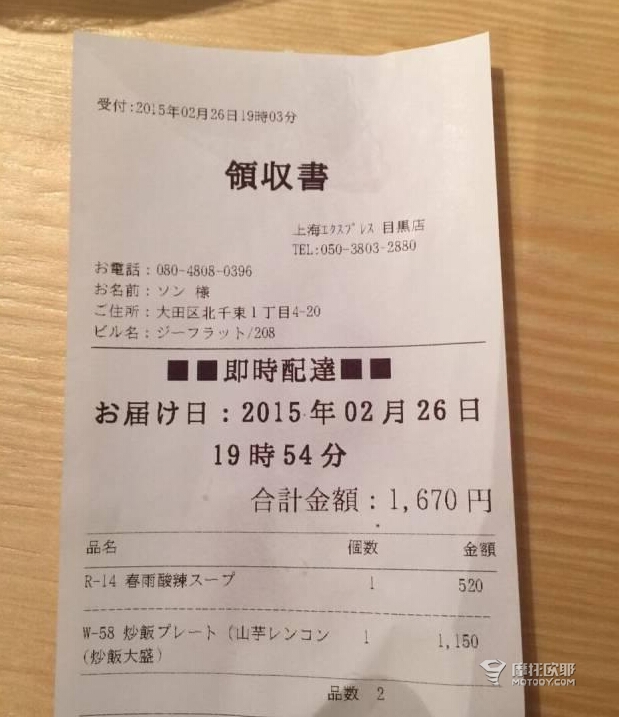 受付:2015年02月26日19時03分
領収書
上海ｴｸｽﾌﾟﾚｽ 目黒店
TEL:050-3803-2880
お電話：080-4808-0396
お名前：ソン 様
ご住所：大田区北千束１丁目4-20
ビル名：ジーフラット/208
■■即時配達■■
お届け日：2015年02月26日
19時54分
合計金額：1,670円
品名 個数 金額
R-14 春雨酸辣スープ 1 520
W-58 炒飯プレート（山芋レンコン 1 1,150
(炒飯大盛）
品数 2
摩托欧耶
MOTOOY.COM